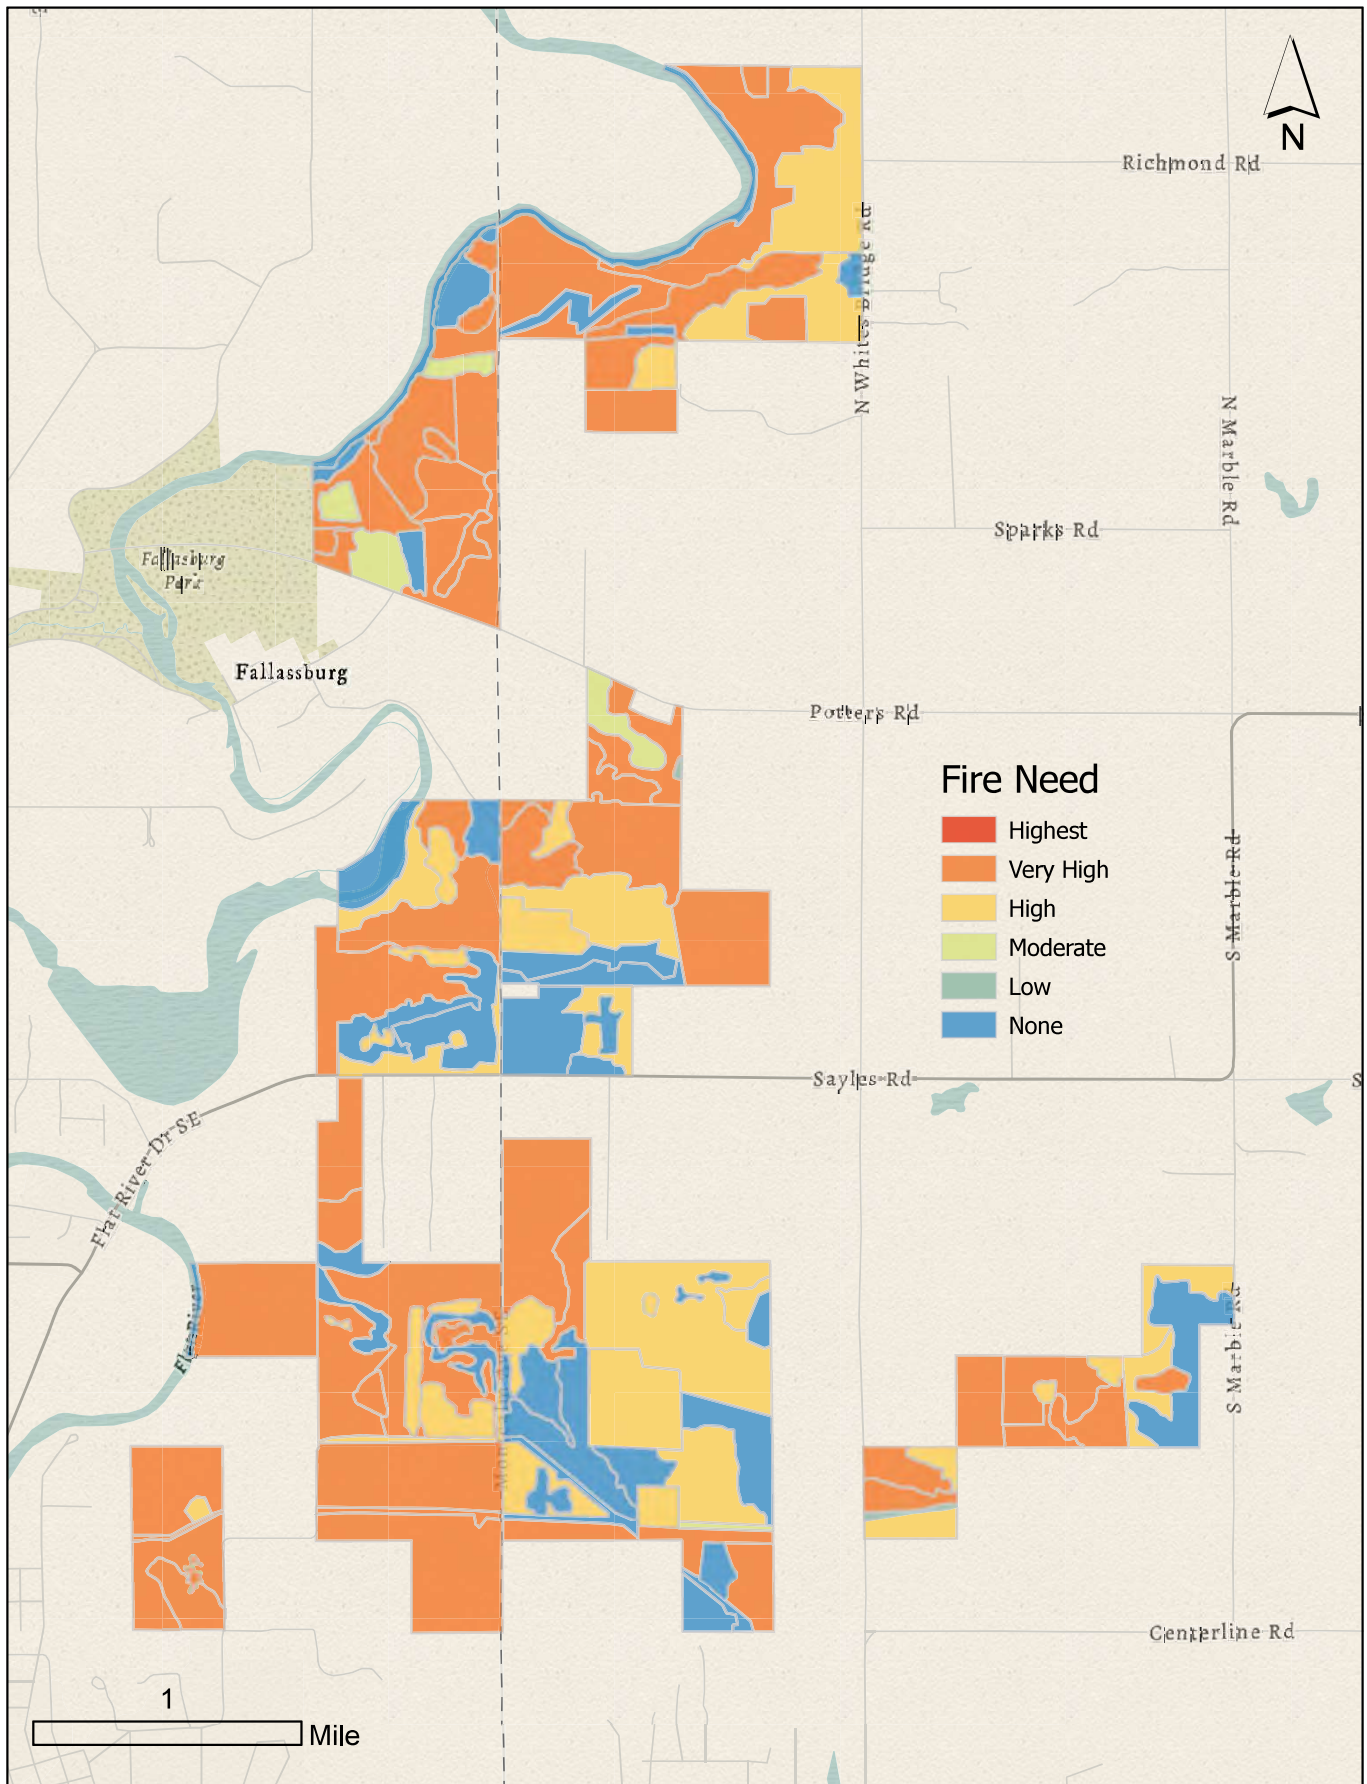 N
Richmond Rd
N Whites Bridge Rd
N Marble Rd
Sparks Rd
Fallasburg
Park
Fallassburg
Potters Rd
Fire Need
Highest
Very High
High
Moderate
Low
None
S Marble Rd
Sayles Rd
S
Flat River Dr SE
Flat River
S Marble Rd
Centerline Rd
1
Mile